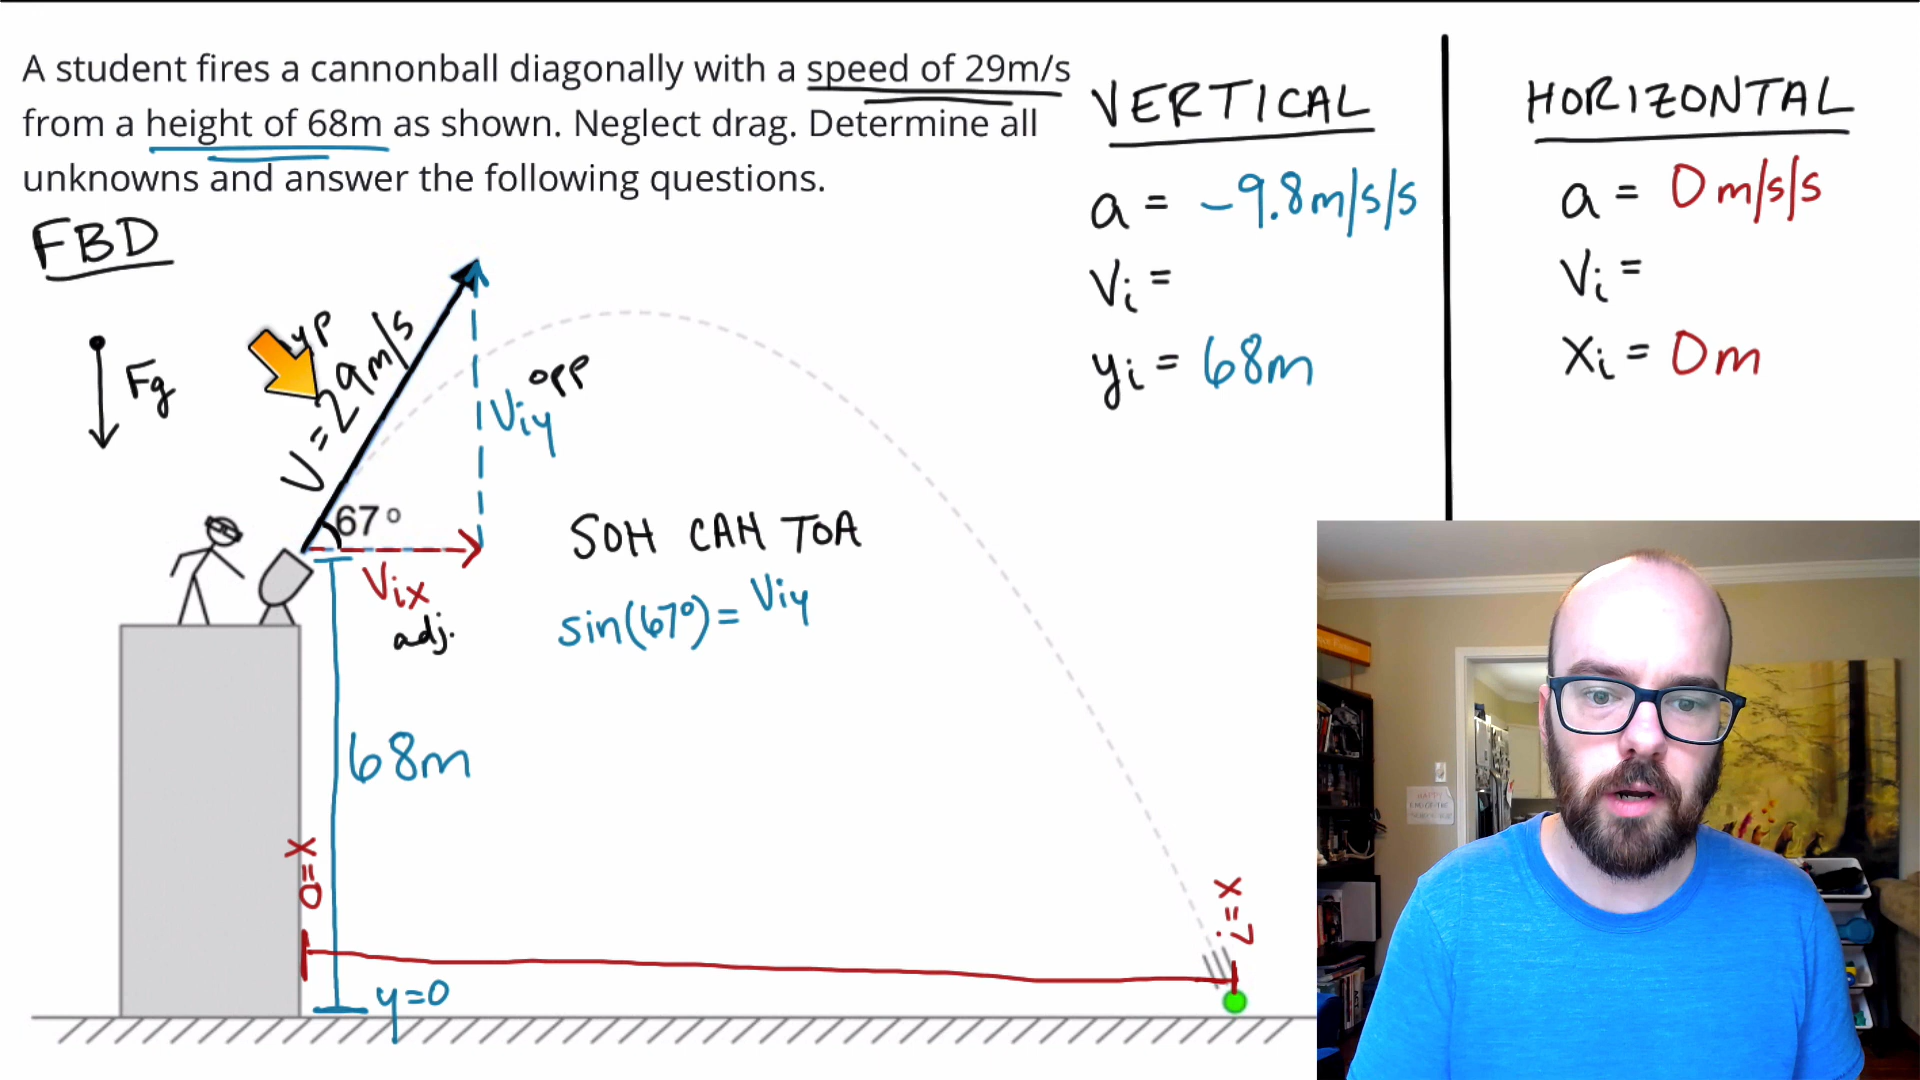 A student fires a cannonball diagonally with a speed of 29m/s
from a height of 68m as shown. Neglect drag. Determine all
unknowns and answer the following questions.
FBD
Fg
yp
V = 29m/s
67°
Viy
opp
Vix
adj.
SOH CAH TOA
sin(67°) = Viy
68m
x=0
y=0
x=?
VERTICAL
a = -9.8m/s/s
Vi =
yi = 68m
HORIZONTAL
a = 0m/s/s
Vi =
xi = 0m
HAPPY